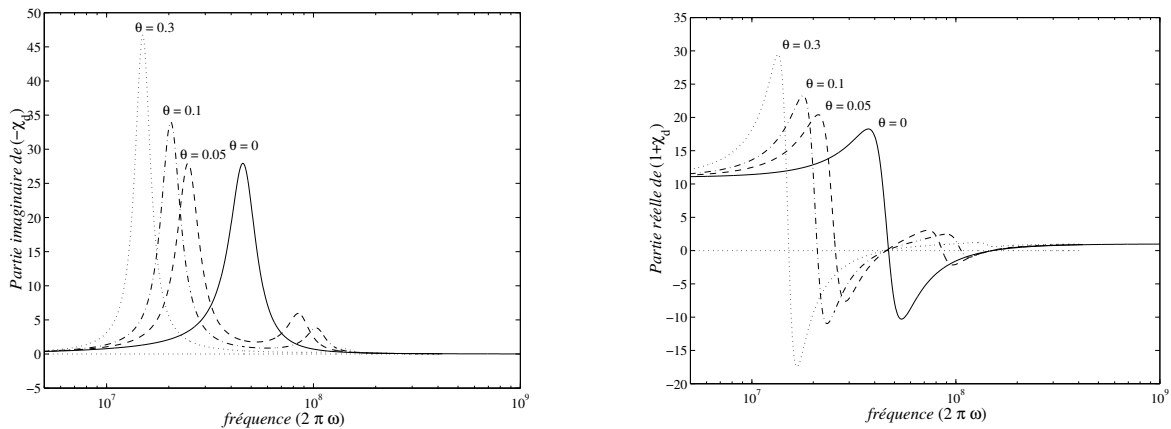 50
45
40
35
30
25
20
15
10
5
0
−5
Partie imaginaire de (−χd)
θ = 0.3
θ = 0.1
θ = 0.05
θ = 0
10^7
10^8
10^9
fréquence (2 π ω)
35
30
25
20
15
10
5
0
−5
−10
−15
−20
Partie réelle de (1+χd)
θ = 0.3
θ = 0.1
θ = 0.05
θ = 0
10^7
10^8
10^9
fréquence (2 π ω)